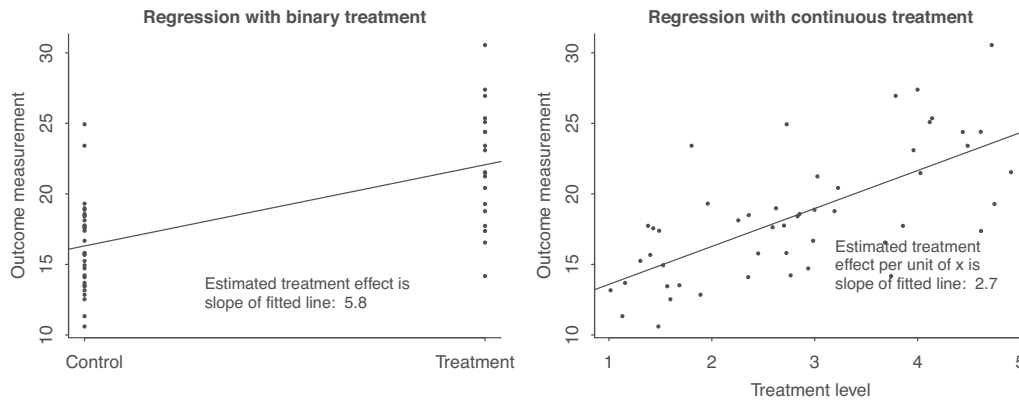 Regression with binary treatment
Outcome measurement
30
25
20
15
10
Estimated treatment effect is
slope of fitted line: 5.8
Control
Treatment
Regression with continuous treatment
Outcome measurement
30
25
20
15
10
Estimated treatment
effect per unit of x is
slope of fitted line: 2.7
1
2
3
4
5
Treatment level